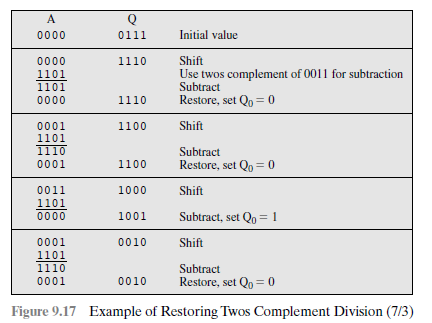 A Q
0000 0111 Initial value
0000 1110 Shift
1101 Use twos complement of 0011 for subtraction
1101 Subtract
0000 1110 Restore, set Q0 = 0
0001 1100 Shift
1101
1110 Subtract
0001 1100 Restore, set Q0 = 0
0011 1000 Shift
1101
0000 1001 Subtract, set Q0 = 1
0001 0010 Shift
1101
1110 Subtract
0001 0010 Restore, set Q0 = 0
Figure 9.17 Example of Restoring Twos Complement Division (7/3)